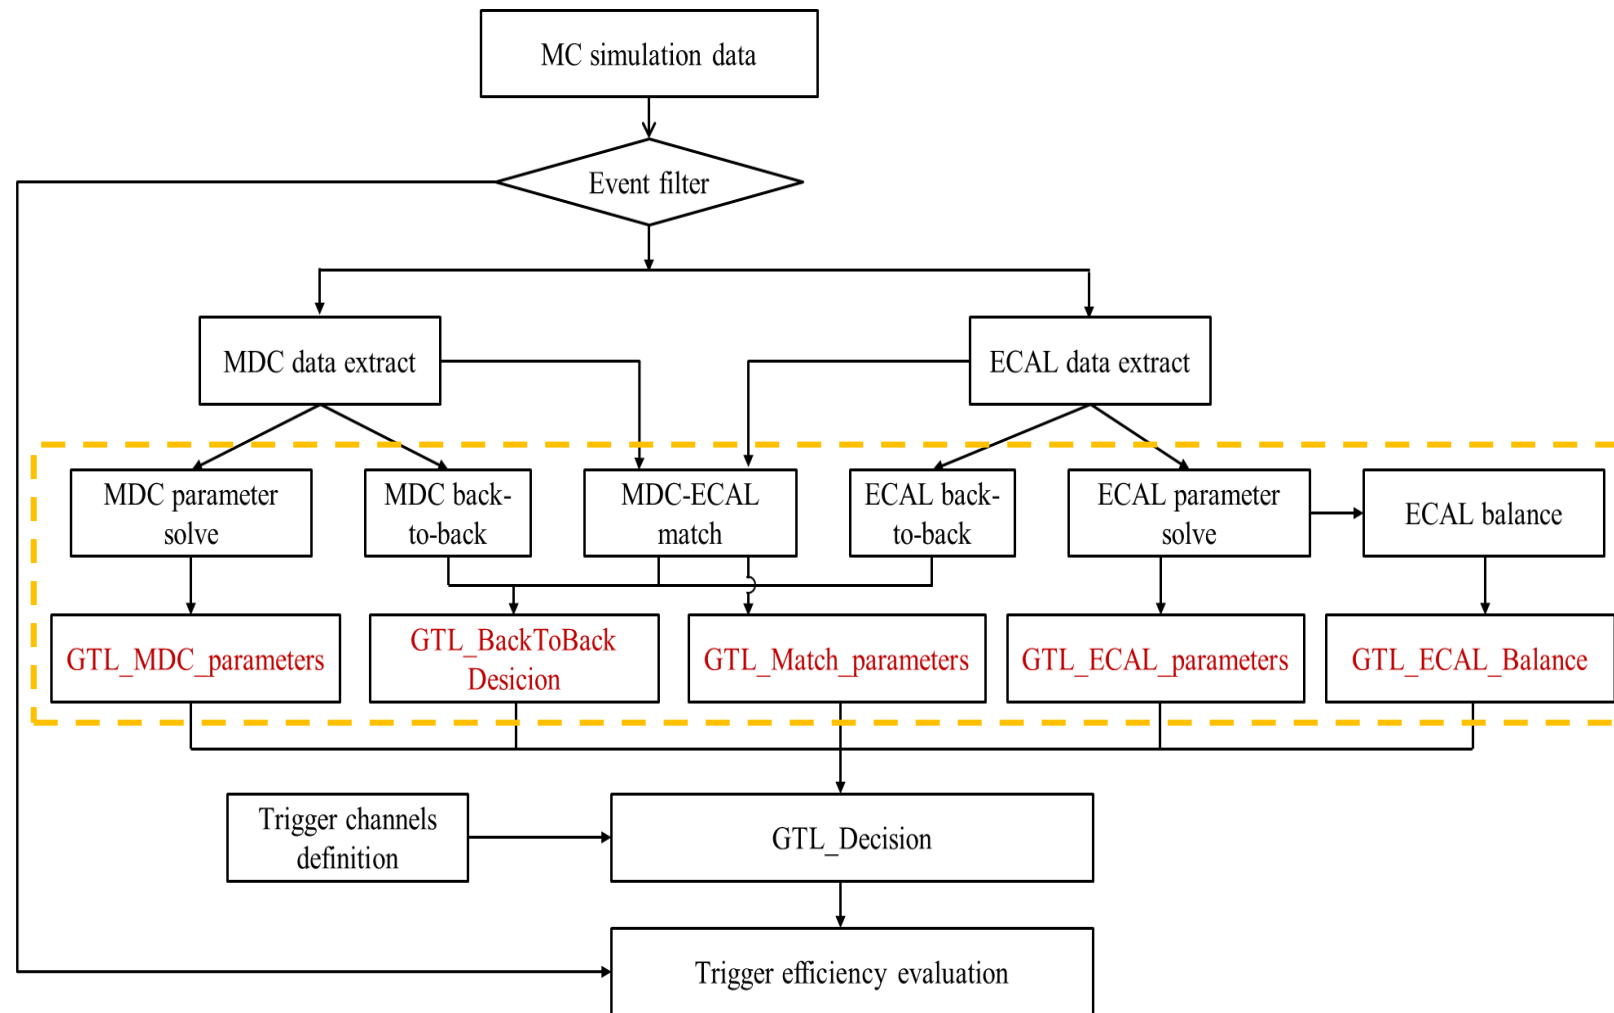 MC simulation data
Event filter
MDC data extract
ECAL data extract
MDC parameter
solve
MDC back-
to-back
MDC-ECAL
match
ECAL back-
to-back
ECAL parameter
solve
ECAL balance
GTL_MDC_parameters
GTL_BackToBack
Desicion
GTL_Match_parameters
GTL_ECAL_parameters
GTL_ECAL_Balance
Trigger channels
definition
GTL_Decision
Trigger efficiency evaluation